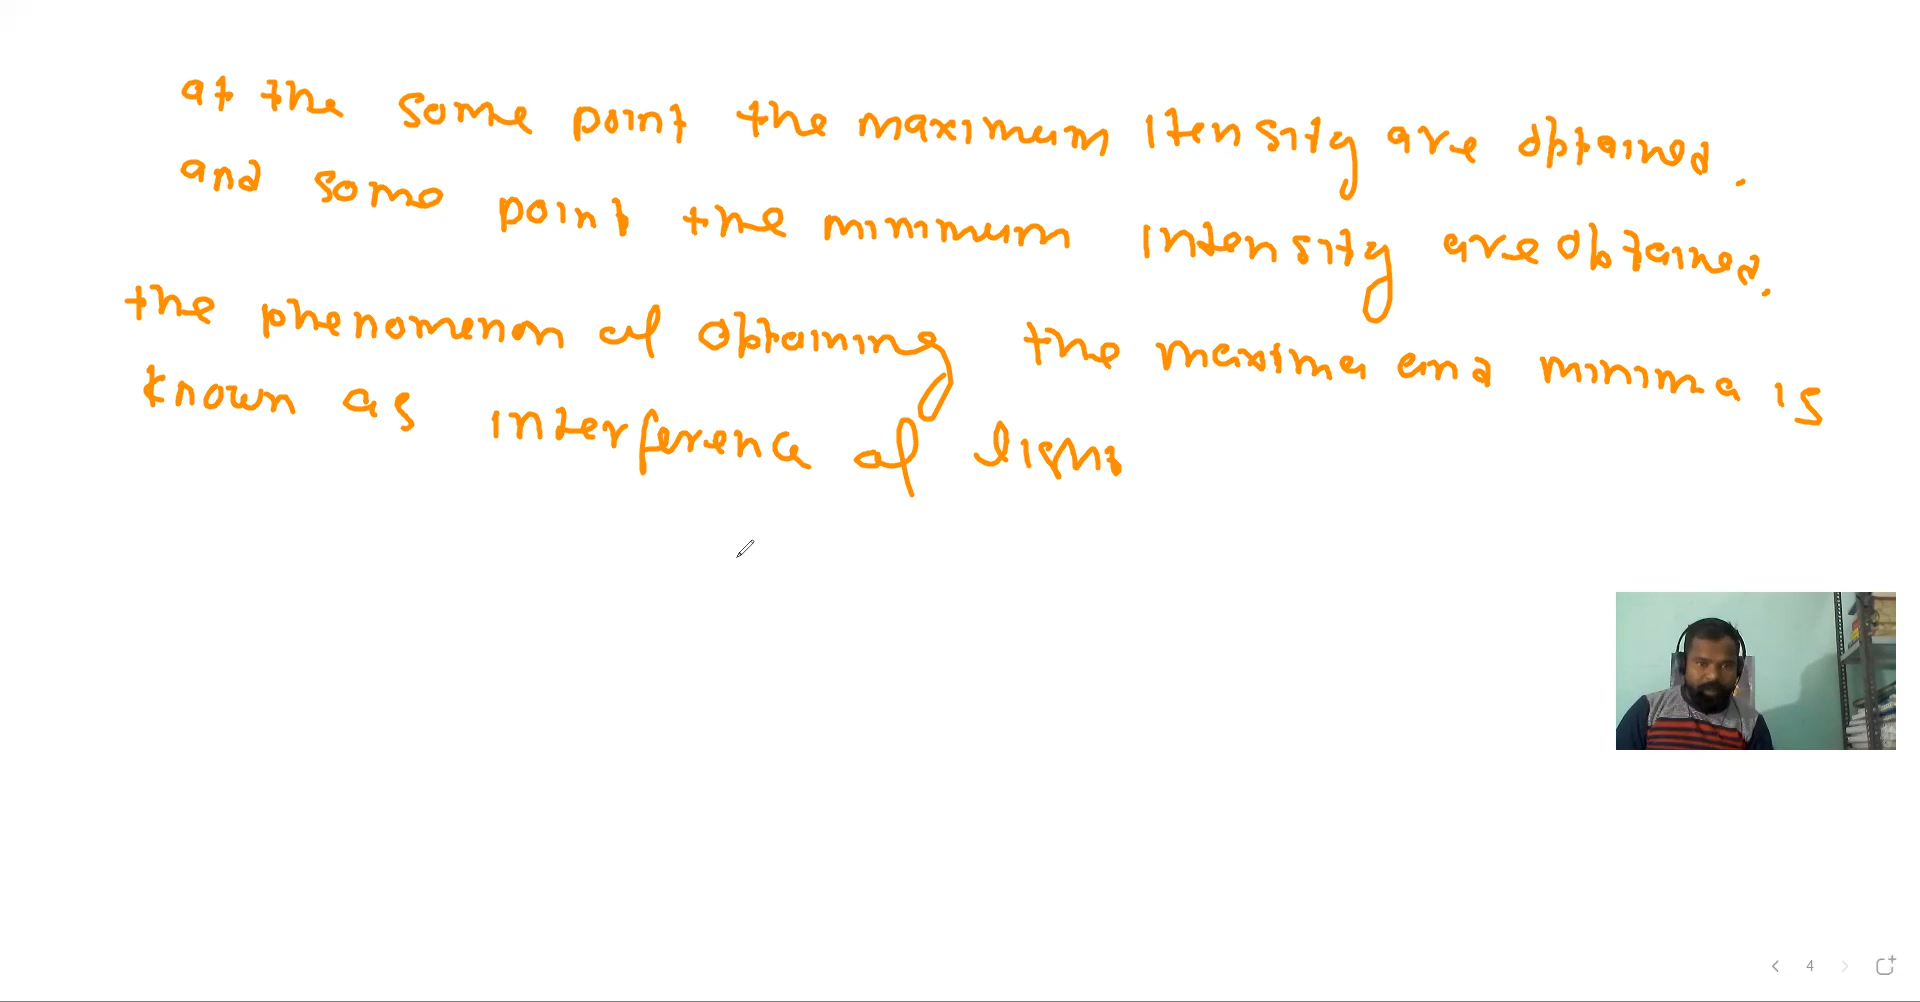 at the some point the maximum itensity are obtained.
and some point the minimum intensity are obtained.
the phenomenon of obtaining the maxima and minima is
known as interference of light
4